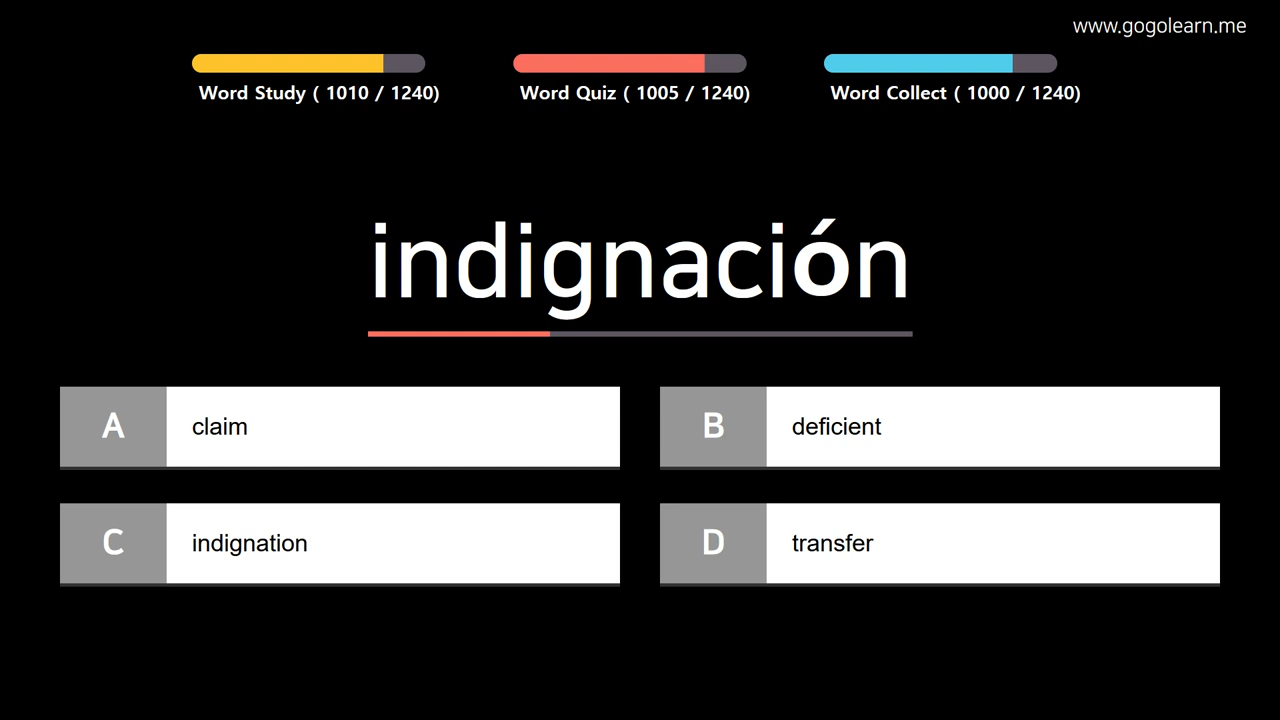 www.gogolearn.me
Word Study ( 1010 / 1240)
Word Quiz ( 1005 / 1240)
Word Collect ( 1000 / 1240)
indignación
A claim
B deficient
C indignation
D transfer